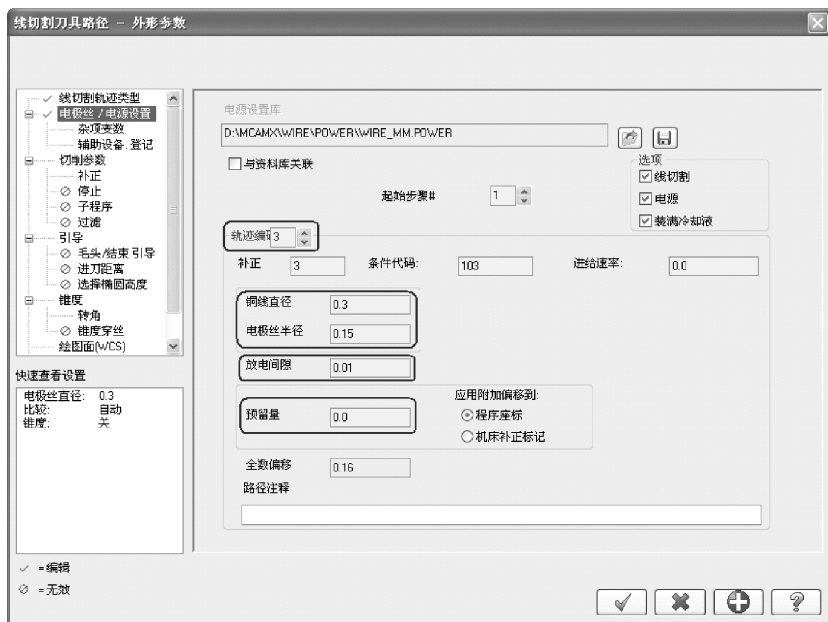 线切割刀具路径 - 外形参数
线切割轨迹类型
电极丝 / 电源设置
杂项变数
辅助设备.登记
切削参数
补正
停止
子程序
过滤
引导
毛头/结束 引导
进刀距离
选择椭圆高度
锥度
转角
锥度穿丝
绘图面(WCS)
快速查看设置
电极丝直径: 0.3
比较: 自动
锥度: 关
=编辑
=无效
电源设置库
D:\MCAMX\WIRE\POWER\WIRE_MM.POWER
与资料库关联
起始步骤# 1
选项
线切割
电源
装满冷却液
轨迹编 3
补正 3 条件代码: 103 进给速率: 0.0
铜线直径 0.3
电极丝半径 0.15
放电间隙 0.01
预留量 0.0
应用附加偏移到:
程序座标
机床补正标记
全数偏移 0.16
路径注释